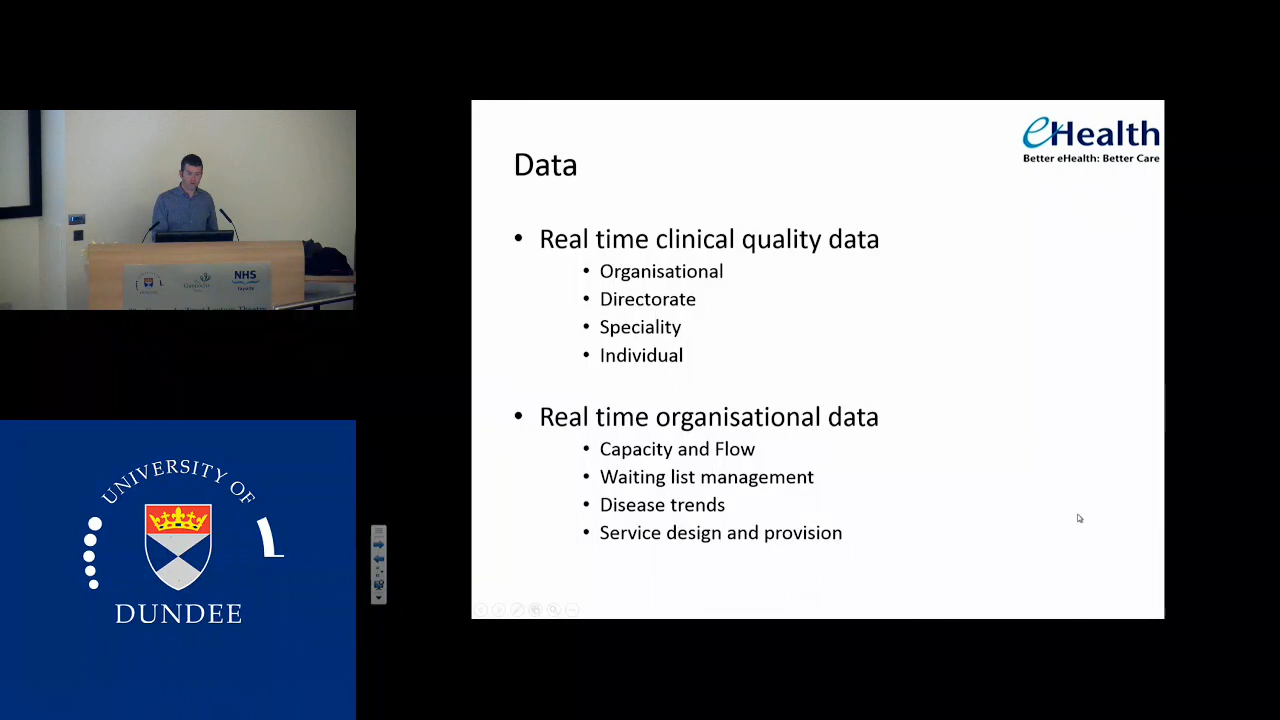 eHealth
Better eHealth: Better Care
Data
• Real time clinical quality data
• Organisational
• Directorate
• Speciality
• Individual
• Real time organisational data
• Capacity and Flow
• Waiting list management
• Disease trends
• Service design and provision
NHS
UNIVERSITY OF
DUNDEE